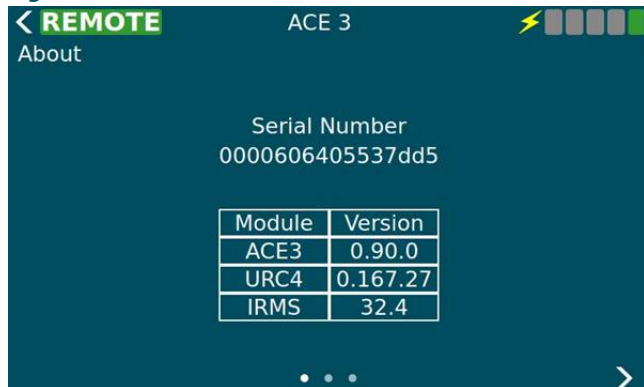 REMOTE ACE 3
About
Serial Number
0000606405537dd5
Module Version
ACE3 0.90.0
URC4 0.167.27
IRMS 32.4